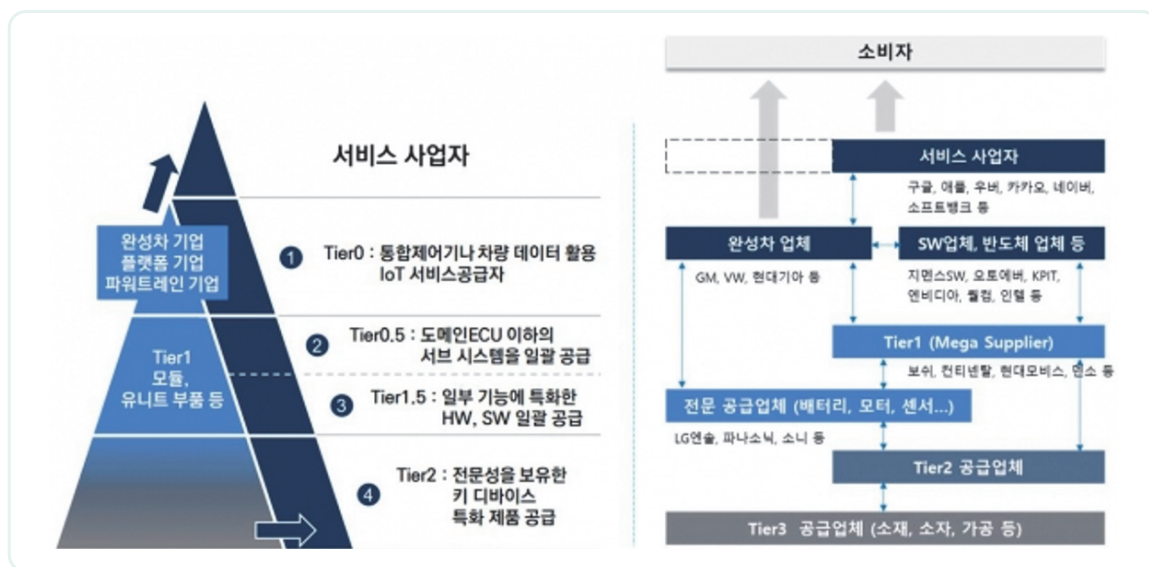 서비스 사업자
완성차 기업
플랫폼 기업
파워트레인 기업
1
Tier0 : 통합제어기나 차량 데이터 활용
IoT 서비스공급자
Tier1
모듈,
유니트 부품 등
2
Tier0.5 : 도메인ECU 이하의
서브 시스템을 일괄 공급
3
Tier1.5 : 일부 기능에 특화한
HW, SW 일괄 공급
4
Tier2 : 전문성을 보유한
키 디바이스
특화 제품 공급
소비자
서비스 사업자
구글, 애플, 우버, 카카오, 네이버,
소프트뱅크 등
완성차 업체
SW업체, 반도체 업체 등
GM, VW, 현대기아 등
지멘스SW, 오토에버, KPIT,
엔비디아, 퀄컴, 인텔 등
Tier1 (Mega Supplier)
보쉬, 컨티넨탈, 현대모비스, 덴소 등
전문 공급업체 (배터리, 모터, 센서...)
LG엔솔, 파나소닉, 소니 등
Tier2 공급업체
Tier3 공급업체 (소재, 소자, 가공 등)